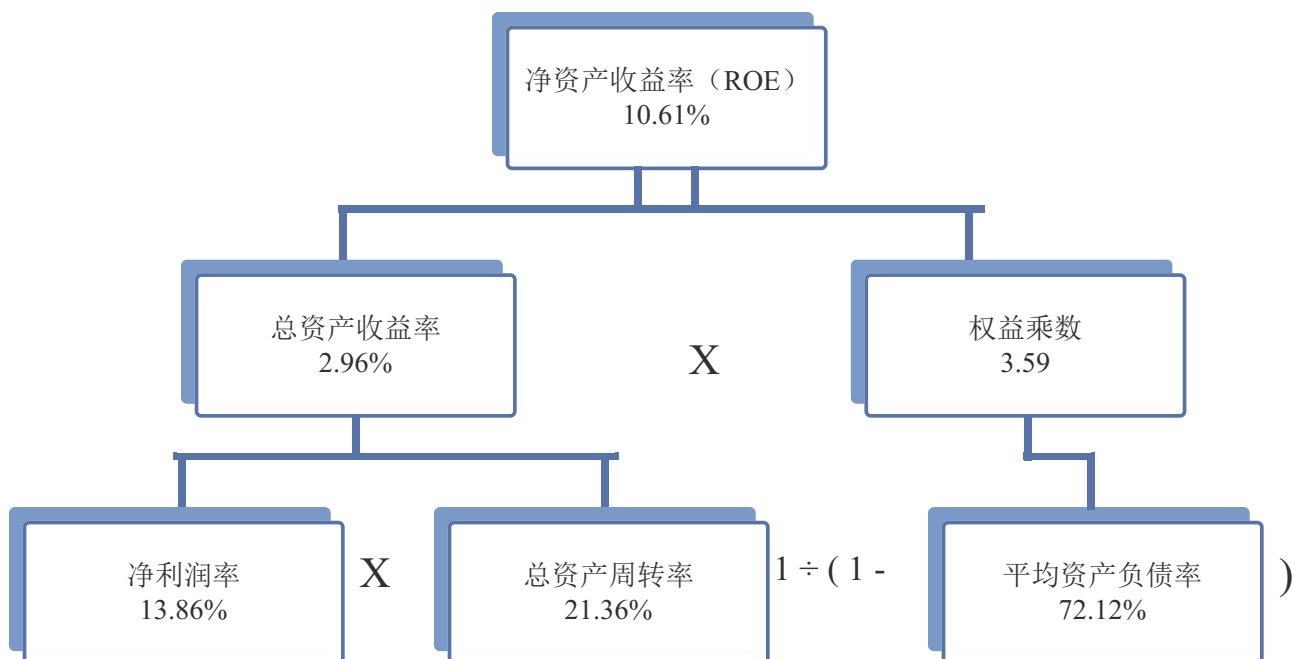 净资产收益率（ROE）
10.61%
总资产收益率
2.96%
X
权益乘数
3.59
净利润率
13.86%
X
总资产周转率
21.36%
1 ÷ ( 1 -
平均资产负债率
72.12%
)